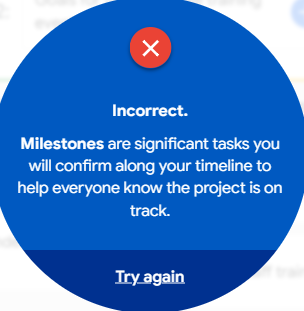 Incorrect.
Milestones are significant tasks you
will confirm along your timeline to
help everyone know the project is on
track.
Try again